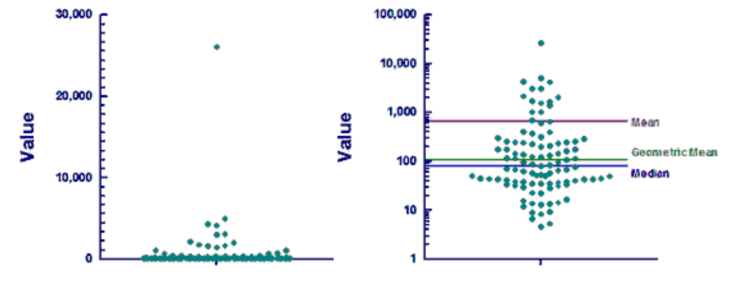 30,000
20,000
10,000
0
Value
100,000
10,000
1,000
100
10
1
Value
Mean
Geometric Mean
Median